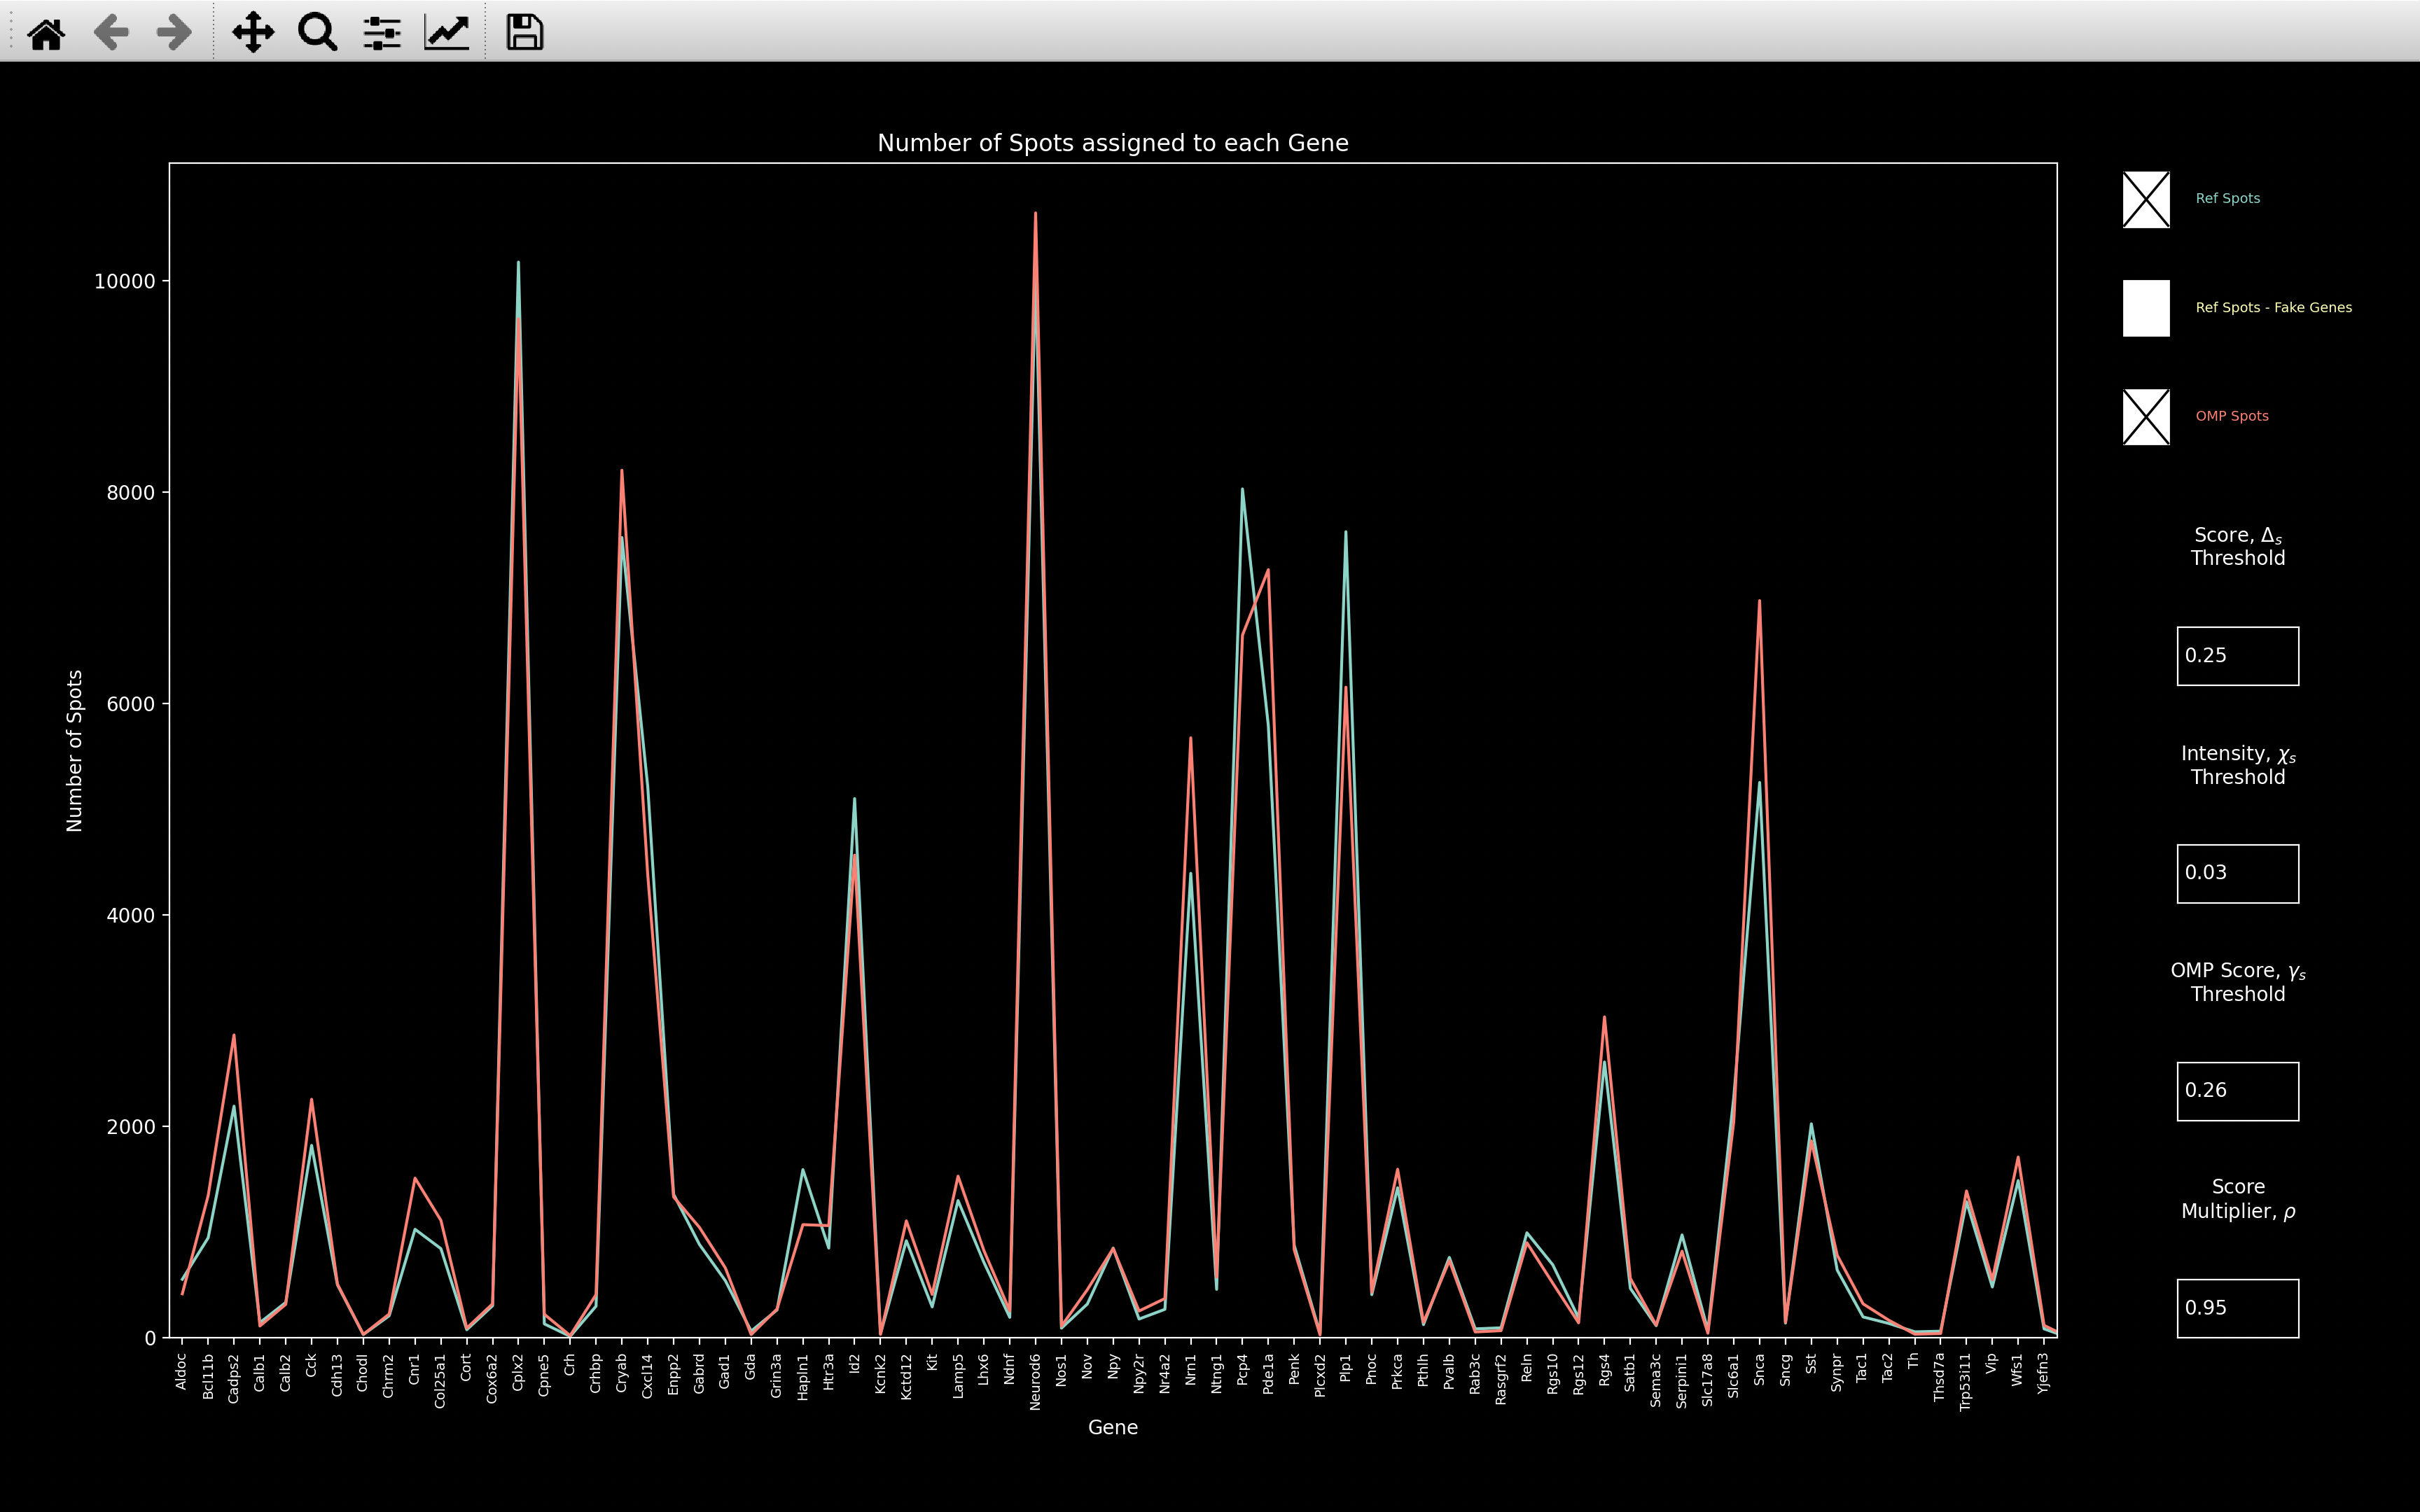 Number of Spots assigned to each Gene
10000
8000
6000
4000
2000
0
Number of Spots
Aldoc
Bcl11b
Cadps2
Calb1
Calb2
Cck
Cdh13
Chodl
Chrm2
Cnr1
Col25a1
Cort
Cox6a2
Cplx2
Cpne5
Crh
Crhbp
Cryab
Cxcl14
Enpp2
Gabrd
Gad1
Gda
Grin3a
Hapln1
Htr3a
Id2
Kcnk2
Kctd12
Kit
Lamp5
Lhx6
Ndnf
Neurod6
Nos1
Nov
Npy
Npy2r
Nr4a2
Nrn1
Ntng1
Pcp4
Pde1a
Penk
Plcxd2
Plp1
Pnoc
Prkca
Pthlh
Pvalb
Rab3c
Rasgrf2
Reln
Rgs10
Rgs12
Rgs4
Satb1
Sema3c
Serpini1
Slc17a8
Slc6a1
Snca
Sncg
Sst
Synpr
Tac1
Tac2
Th
Thsd7a
Trp53i11
Vip
Wfs1
Yjefn3
Gene
Ref Spots
Ref Spots - Fake Genes
OMP Spots
Score, Δs
Threshold
0.25
Intensity, χs
Threshold
0.03
OMP Score, γs
Threshold
0.26
Score
Multiplier, ρ
0.95